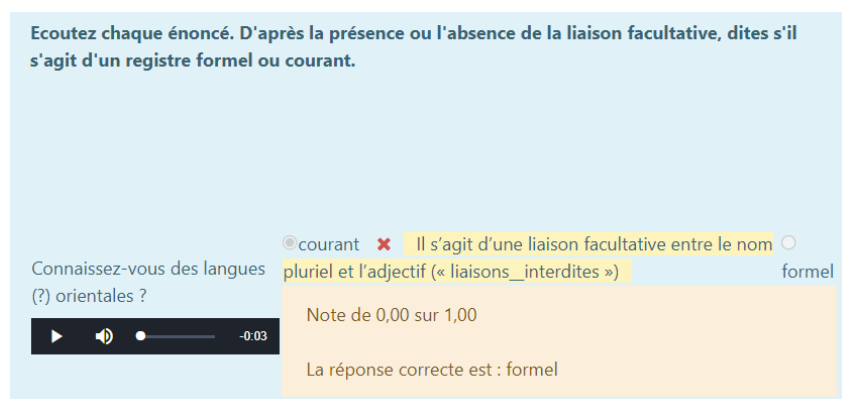 Ecoutez chaque énoncé. D'après la présence ou l'absence de la liaison facultative, dites s'il
s'agit d'un registre formel ou courant.
Connaissez-vous des langues
(?) orientales ?
-0:03
courant Il s’agit d’une liaison facultative entre le nom
pluriel et l’adjectif (« liaisons__interdites »)
formel
Note de 0,00 sur 1,00
La réponse correcte est : formel